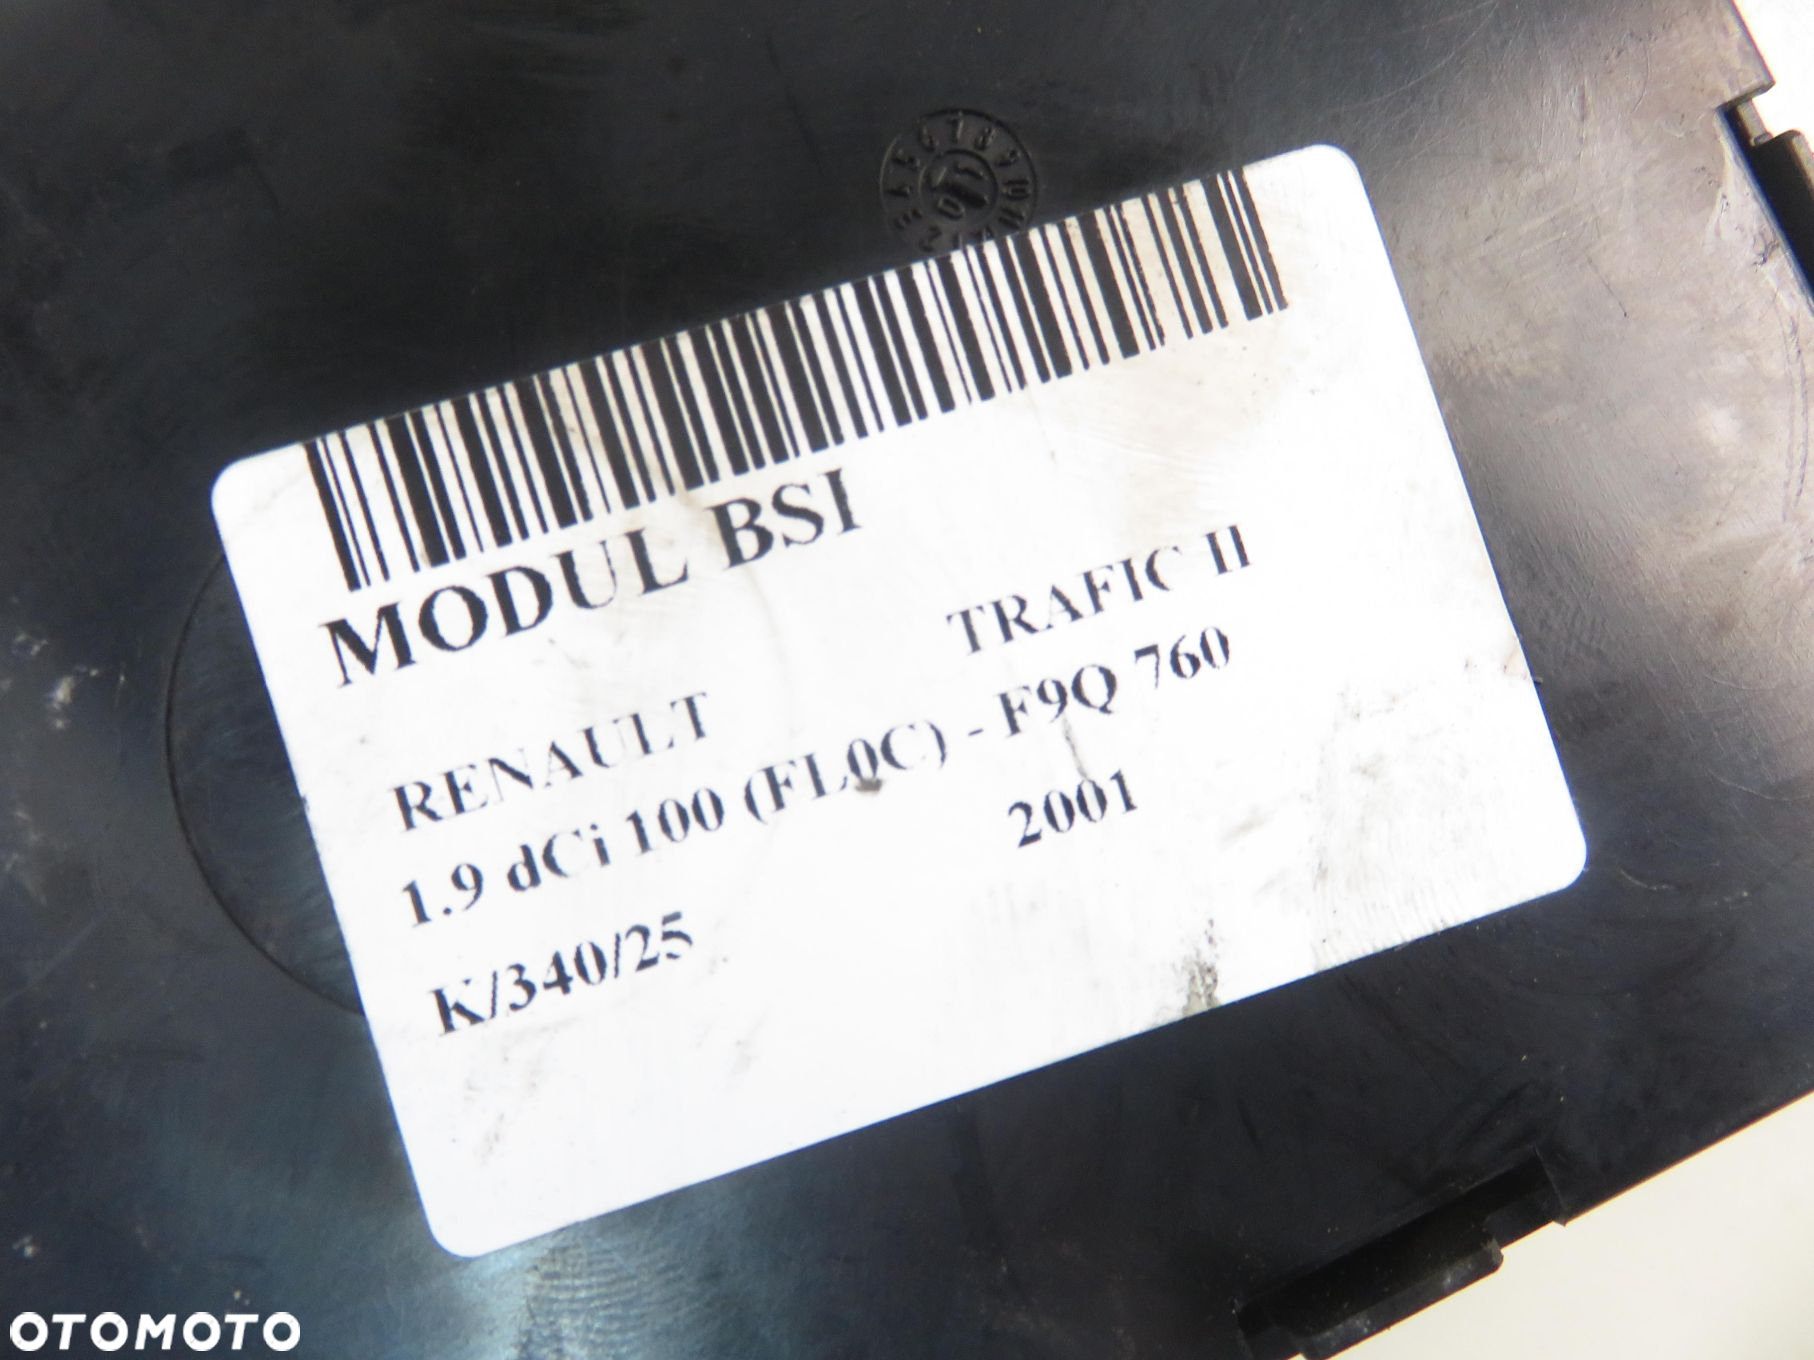 MODUL BSI
RENAULT TRAFIC II
1.9 dCi 100 (FL0C) - F9Q 760
2001
K/340/25
OTOMOTO